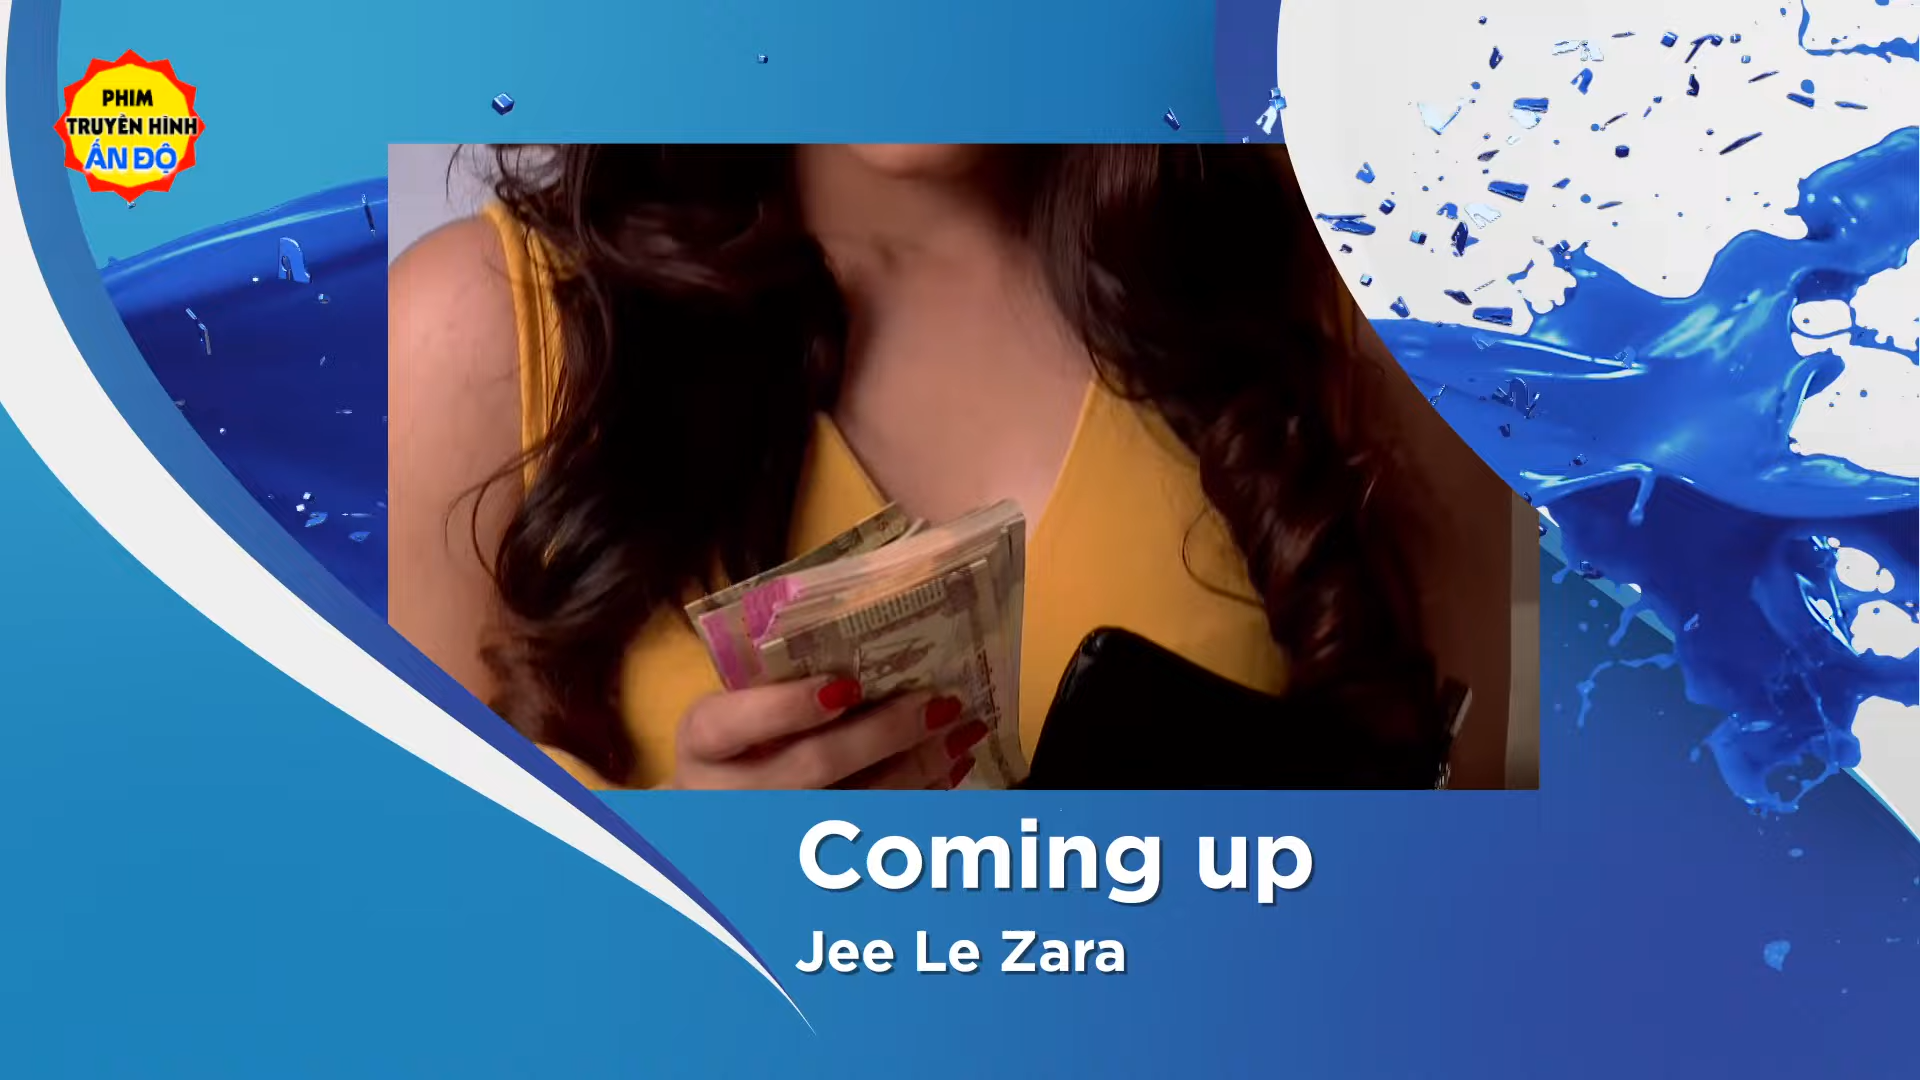 PHIM
TRUYỀN HÌNH
ẤN ĐỘ
Coming up
Jee Le Zara